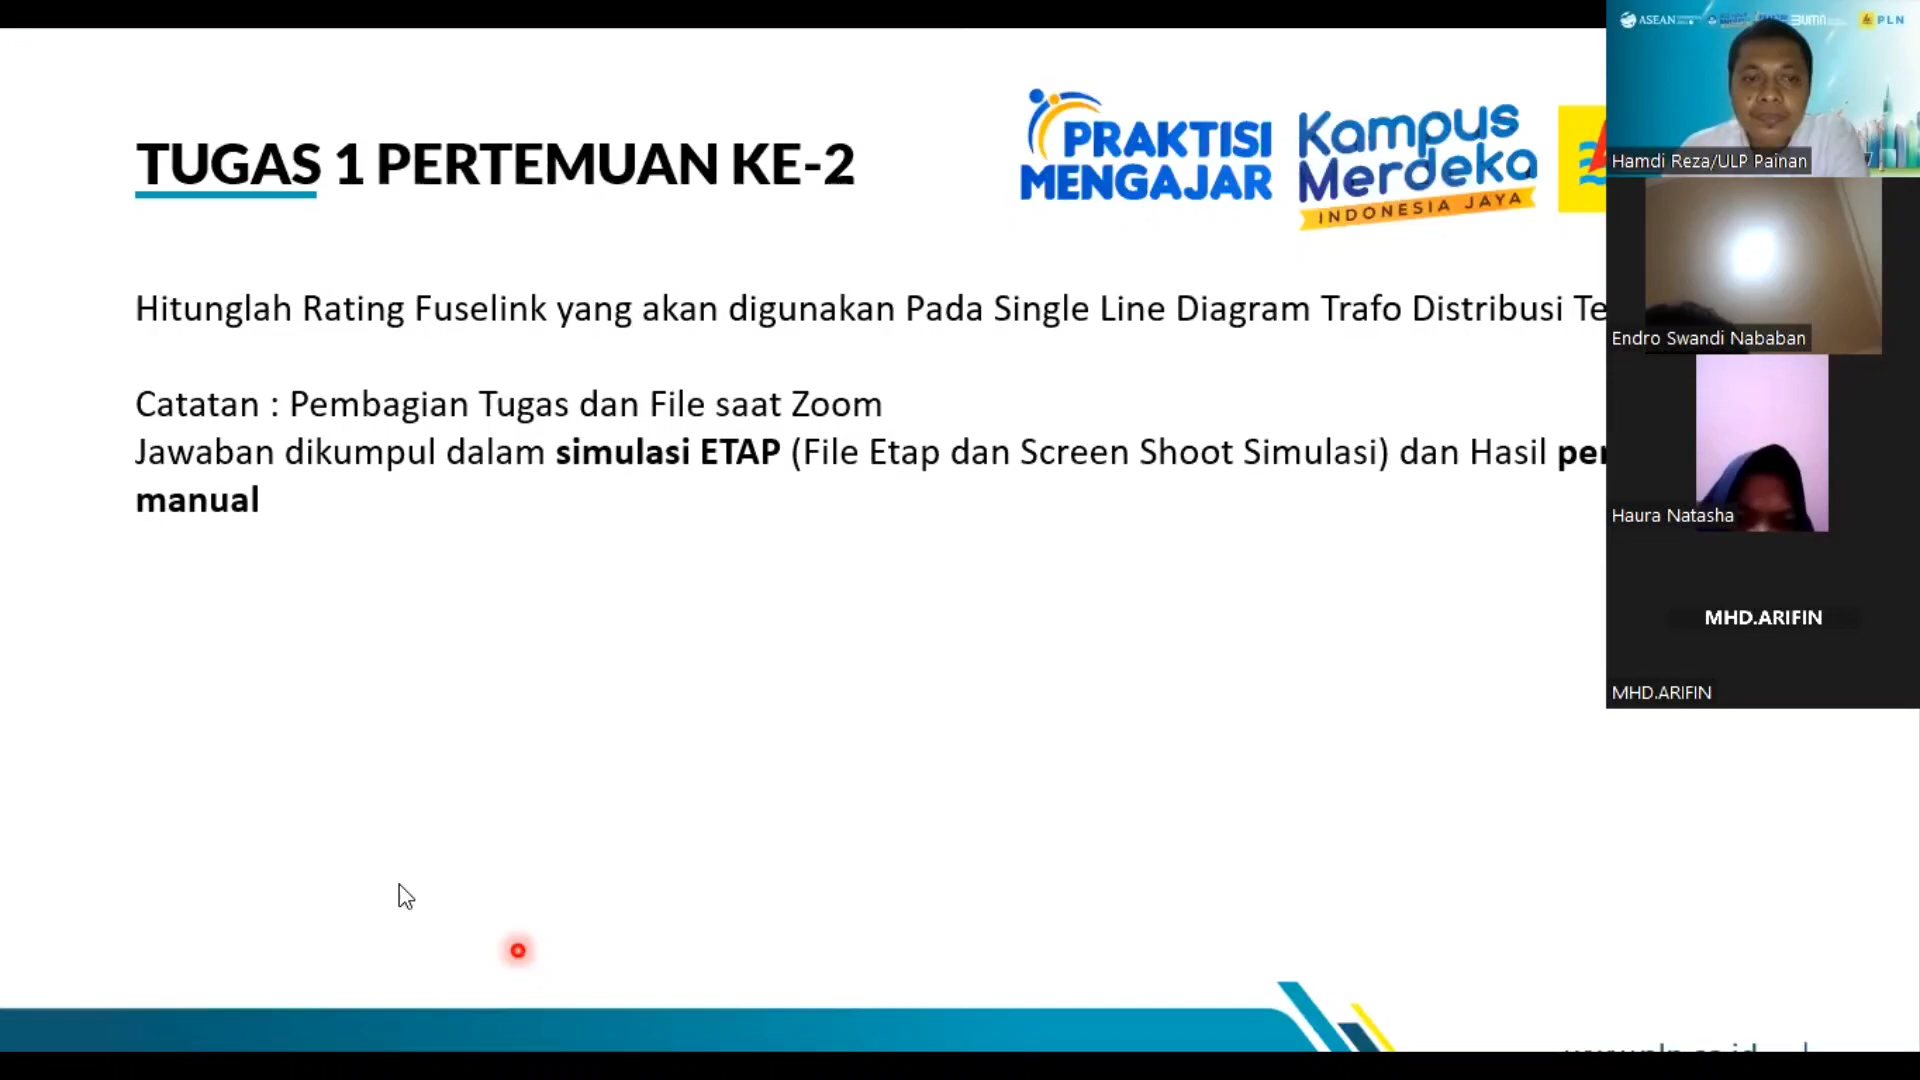 ASEAN
BUMN
PLN
TUGAS 1 PERTEMUAN KE-2
PRAKTISI
MENGAJAR
Kampus
Merdeka
INDONESIA JAYA
Hamdi Reza/ULP Painan
Hitunglah Rating Fuselink yang akan digunakan Pada Single Line Diagram Trafo Distribusi Te
Endro Swandi Nababan
Catatan : Pembagian Tugas dan File saat Zoom
Jawaban dikumpul dalam simulasi ETAP (File Etap dan Screen Shoot Simulasi) dan Hasil per
manual
Haura Natasha
MHD.ARIFIN
MHD.ARIFIN